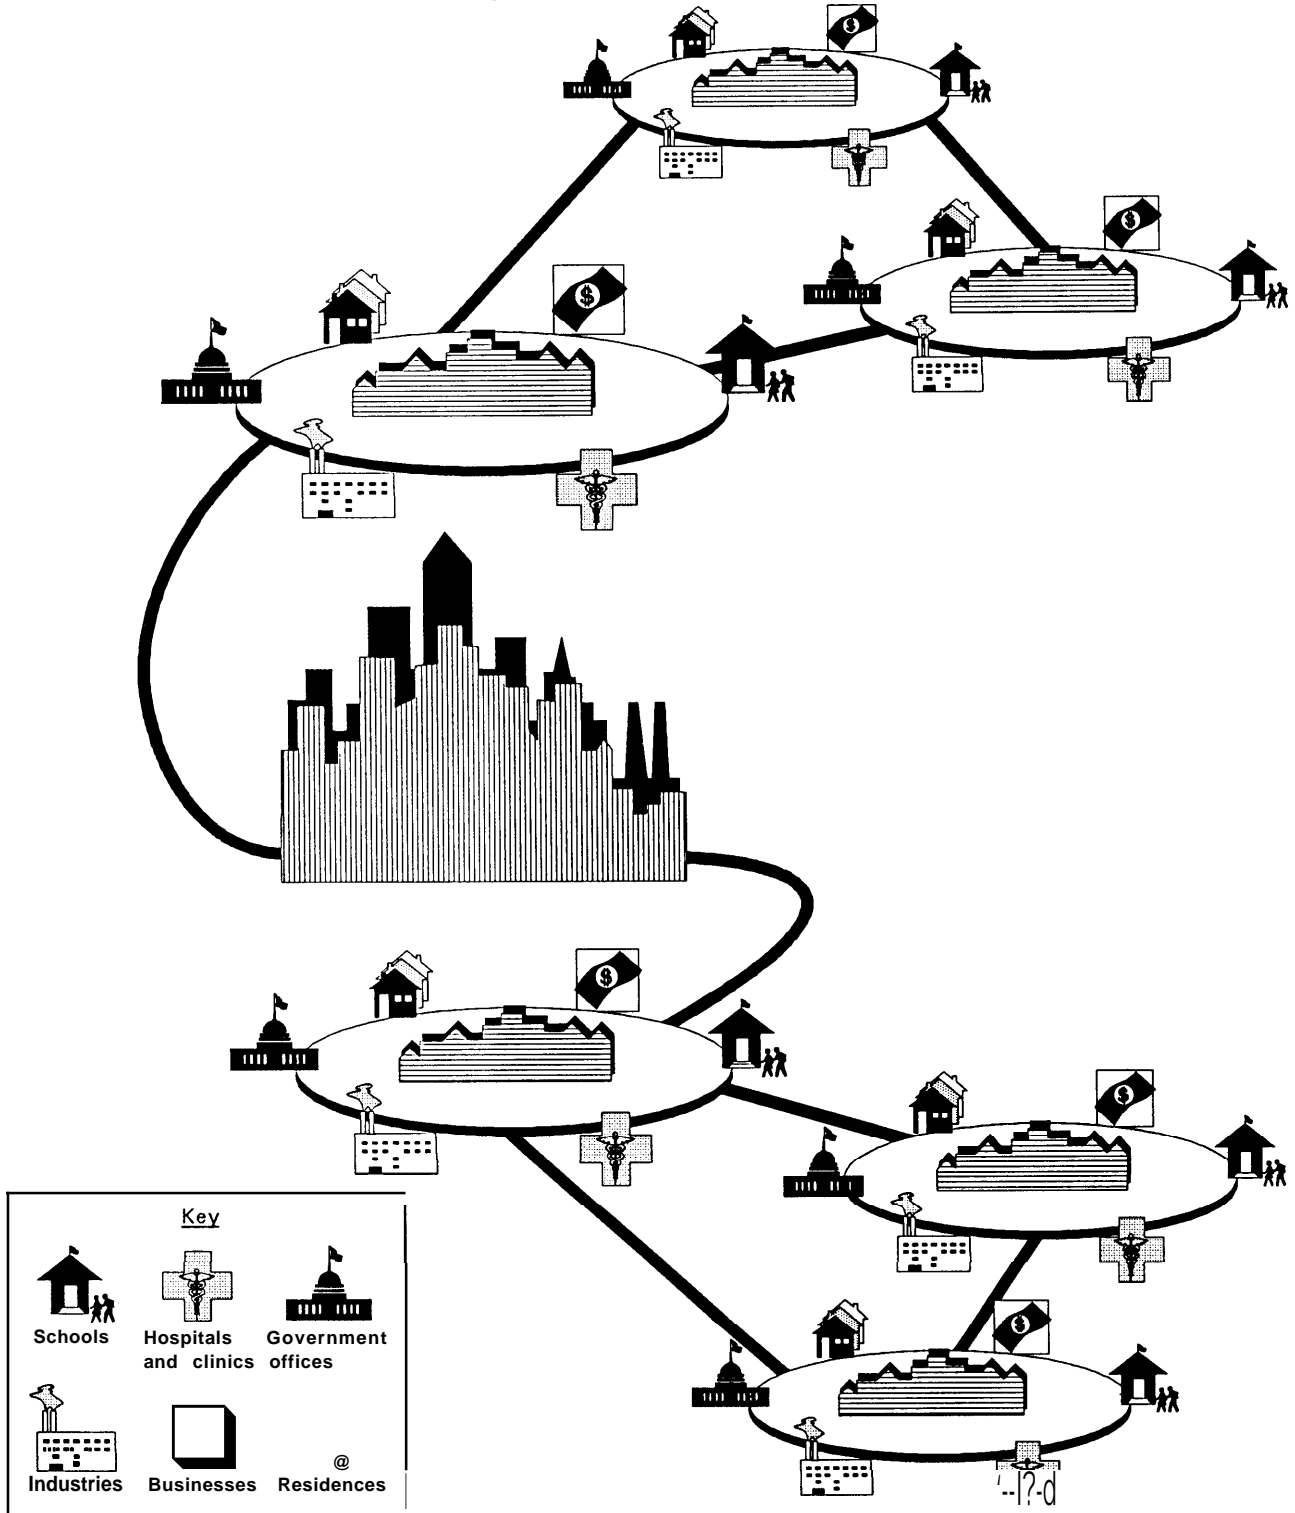 $
$
$
$
$
$
Key
Schools
Hospitals and clinics
Government offices
Industries
Businesses
@
Residences